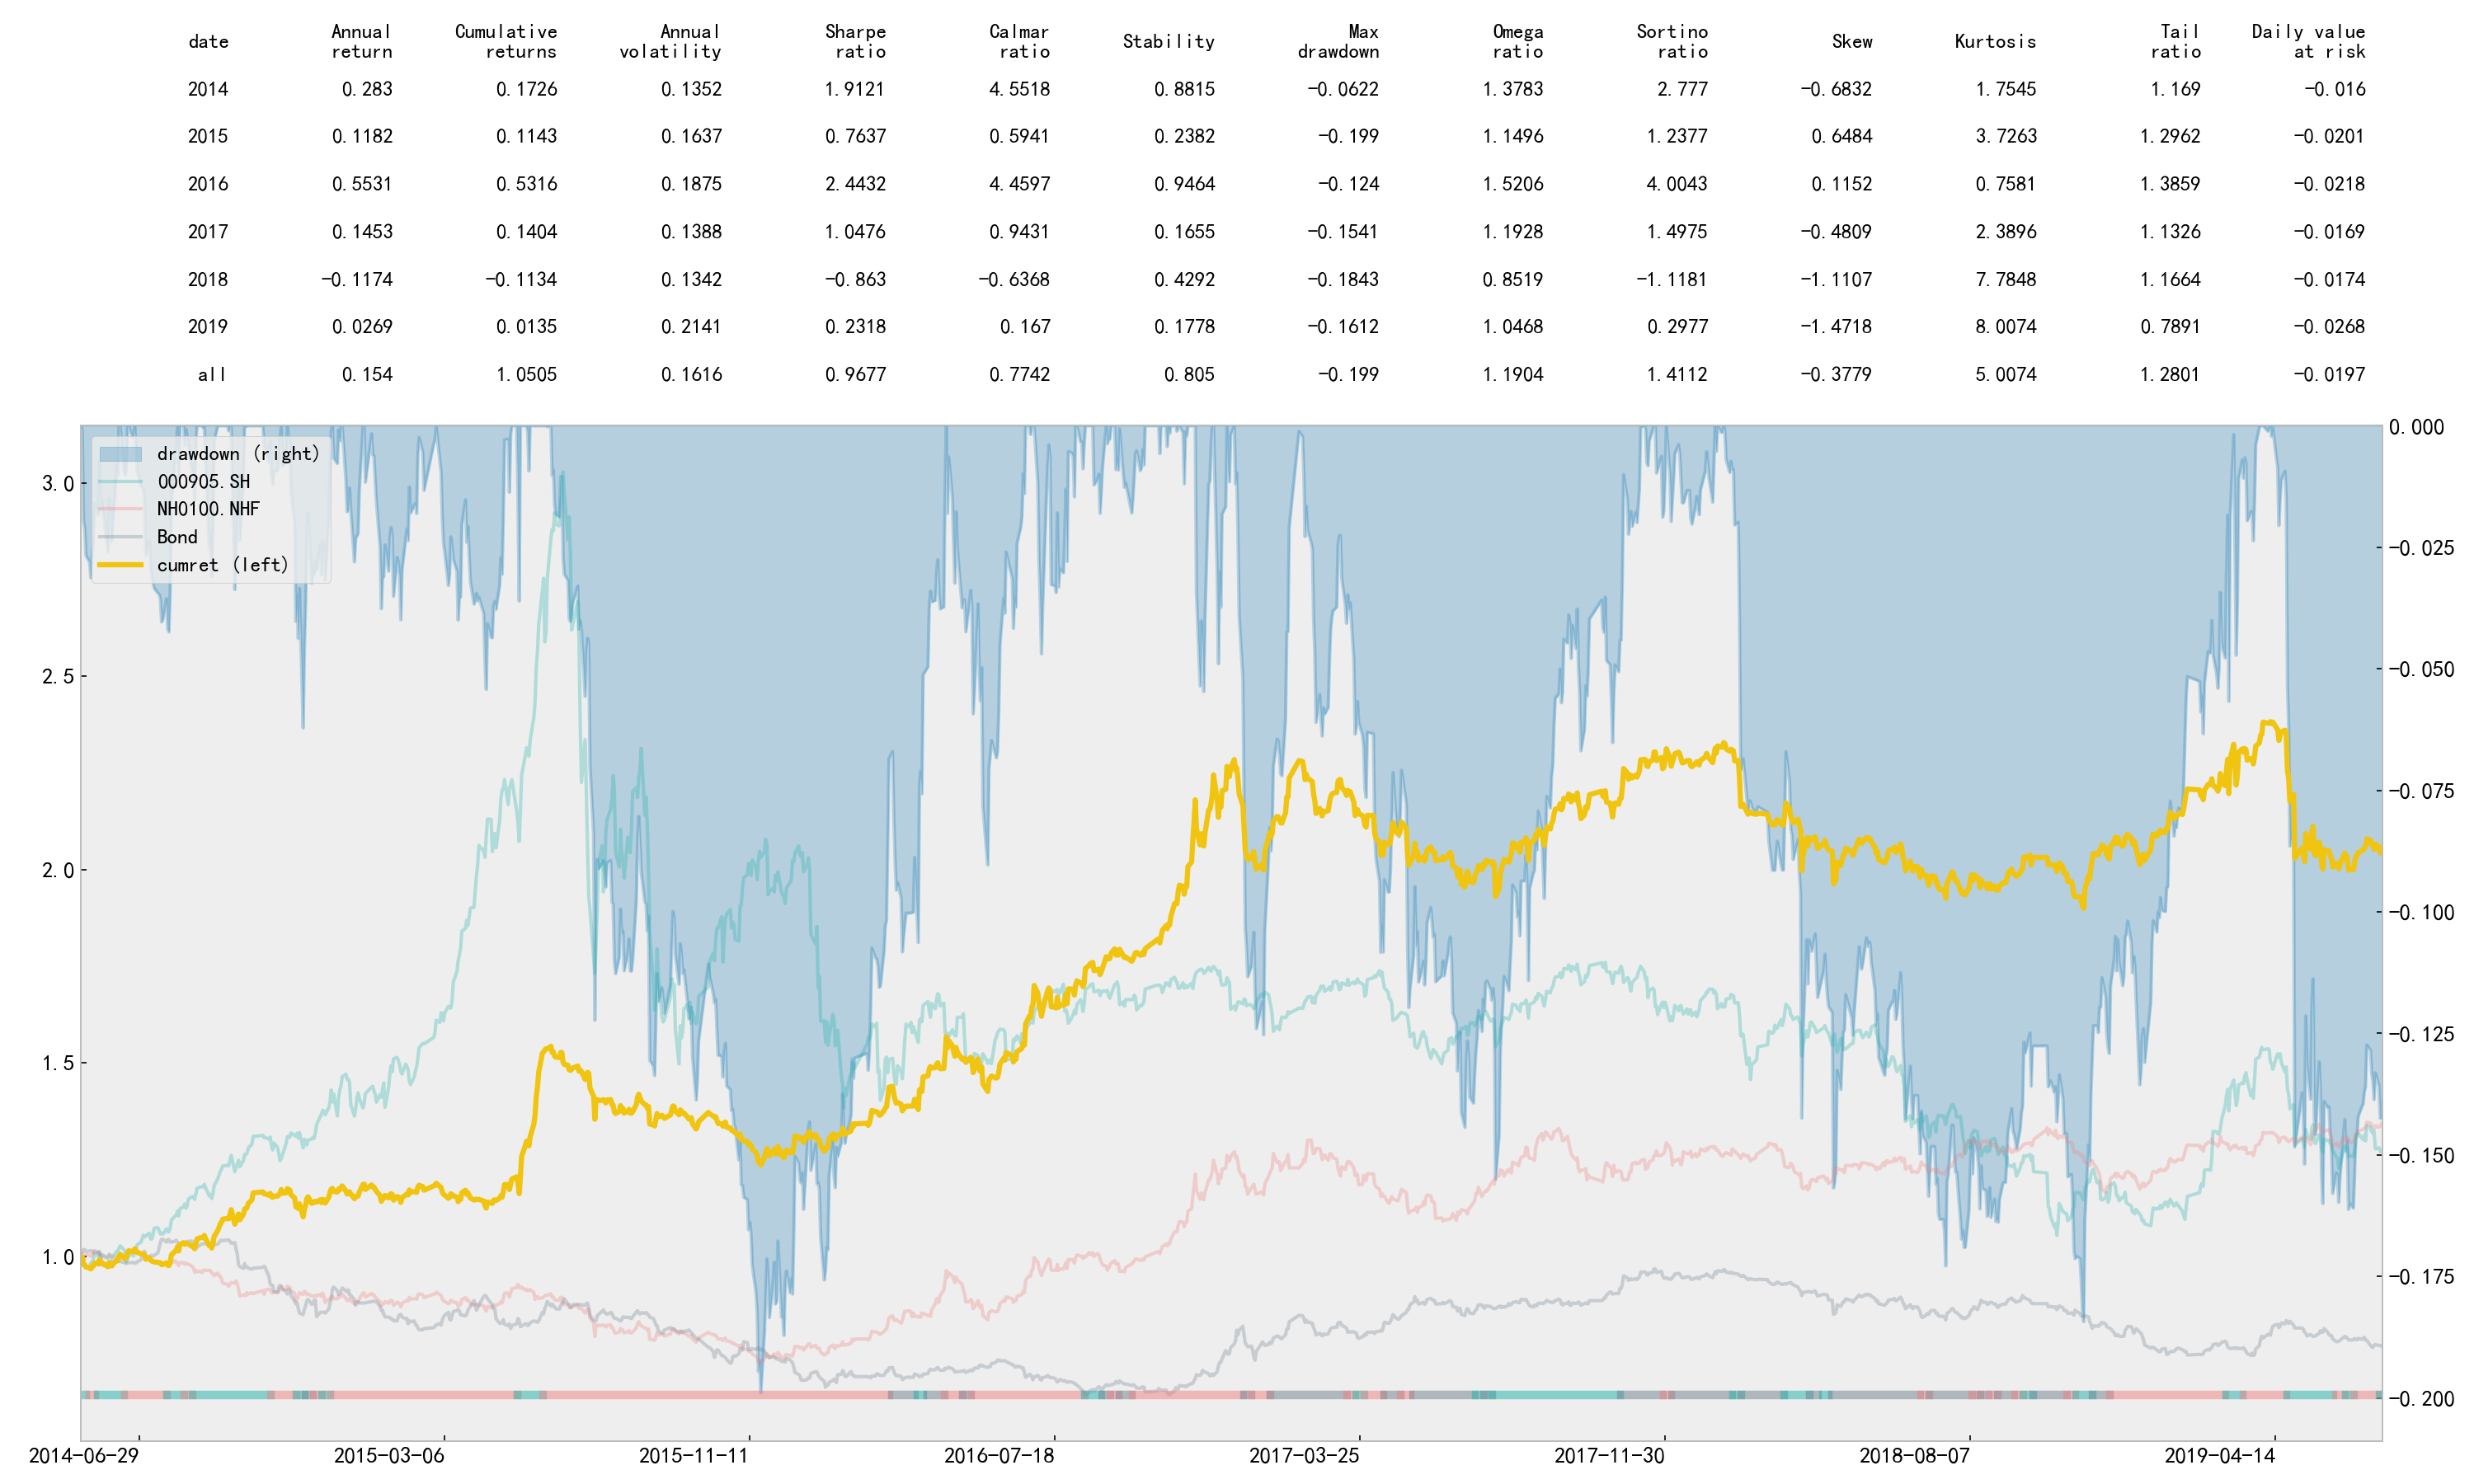 date Annual return Cumulative returns Annual volatility Sharpe ratio Calmar ratio Stability Max drawdown Omega ratio Sortino ratio Skew Kurtosis Tail ratio Daily value at risk
2014 0.283 0.1726 0.1352 1.9121 4.5518 0.8815 -0.0622 1.3783 2.777 -0.6832 1.7545 1.169 -0.016
2015 0.1182 0.1143 0.1637 0.7637 0.5941 0.2382 -0.199 1.1496 1.2377 0.6484 3.7263 1.2962 -0.0201
2016 0.5531 0.5316 0.1875 2.4432 4.4597 0.9464 -0.124 1.5206 4.0043 0.1152 0.7581 1.3859 -0.0218
2017 0.1453 0.1404 0.1388 1.0476 0.9431 0.1655 -0.1541 1.1928 1.4975 -0.4809 2.3896 1.1326 -0.0169
2018 -0.1174 -0.1134 0.1342 -0.863 -0.6368 0.4292 -0.1843 0.8519 -1.1181 -1.1107 7.7848 1.1664 -0.0174
2019 0.0269 0.0135 0.2141 0.2318 0.167 0.1778 -0.1612 1.0468 0.2977 -1.4718 8.0074 0.7891 -0.0268
all 0.154 1.0505 0.1616 0.9677 0.7742 0.805 -0.199 1.1904 1.4112 -0.3779 5.0074 1.2801 -0.0197
drawdown (right)
000905.SH
NH0100.NHF
Bond
cumret (left)
3.0
2.5
2.0
1.5
1.0
0.000
-0.025
-0.050
-0.075
-0.100
-0.125
-0.150
-0.175
-0.200
2014-06-29 2015-03-06 2015-11-11 2016-07-18 2017-03-25 2017-11-30 2018-08-07 2019-04-14